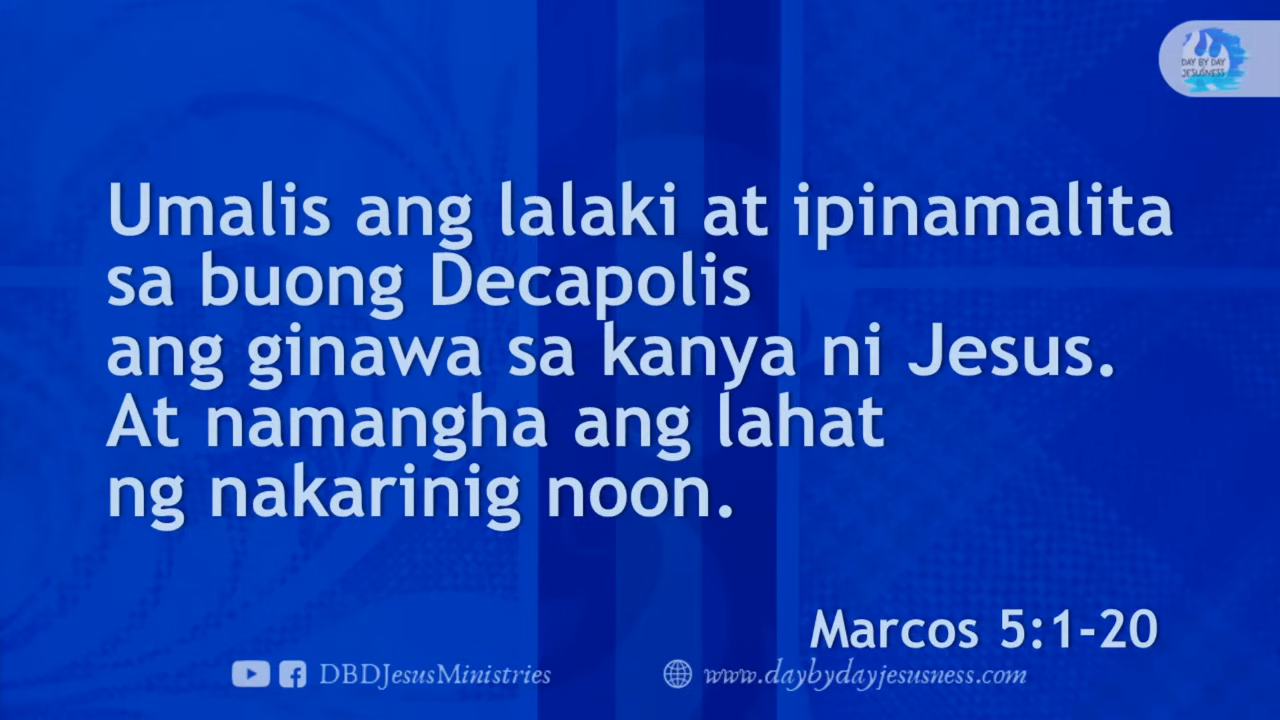 DAY BY DAY
JESUSNESS
Umalis ang lalaki at ipinamalita
sa buong Decapolis
ang ginawa sa kanya ni Jesus.
At namangha ang lahat
ng nakarinig noon.
Marcos 5:1-20
DBDJesusMinistries
www.daybydayjesusness.com